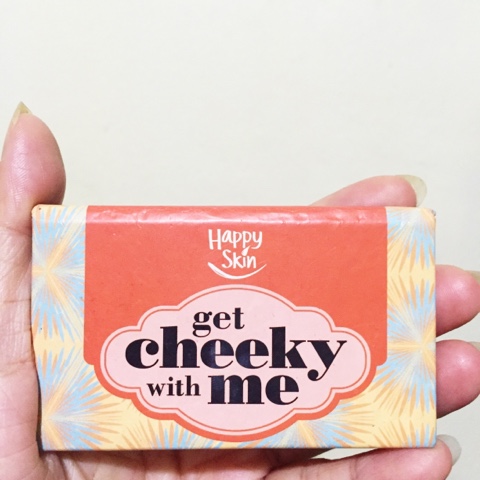 Happy
Skin
get
cheeky
with me